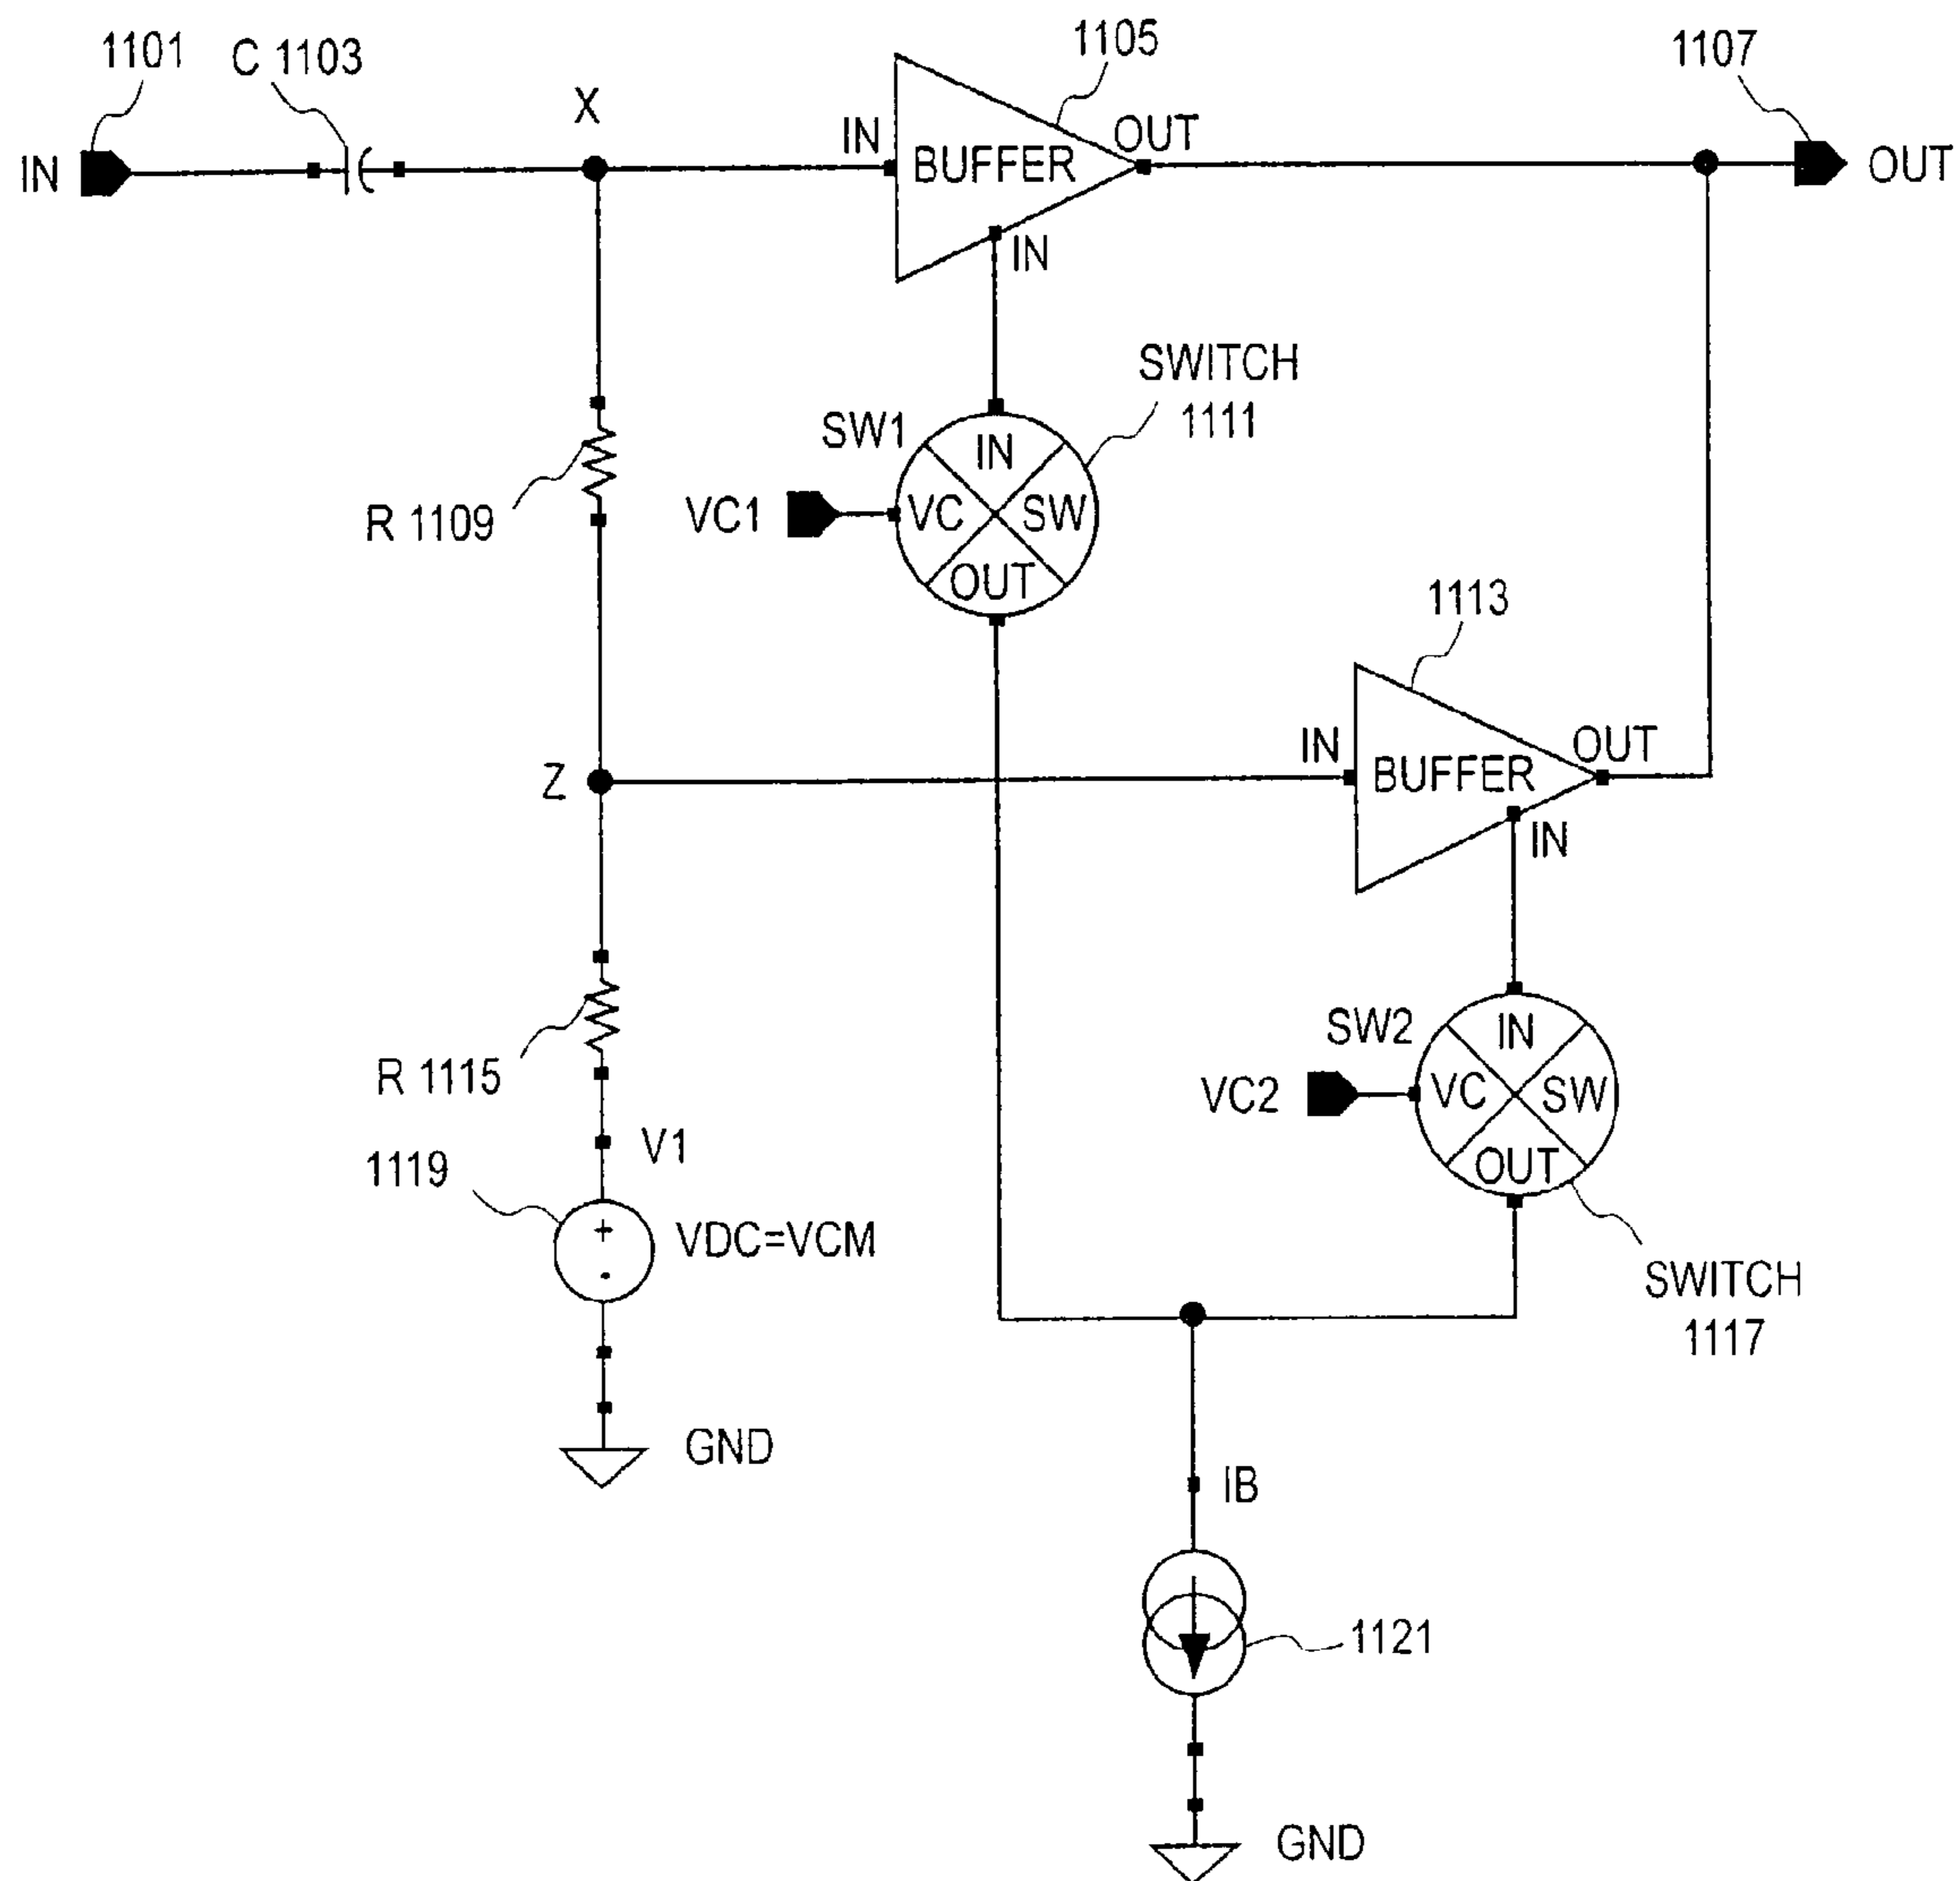 1101
C 1103
X
1105
1107
IN
IN
BUFFER
OUT
OUT
IN
SWITCH
1111
SW1
IN
VC1
VC
SW
OUT
R 1109
1113
Z
IN
BUFFER
OUT
IN
SW2
IN
VC2
VC
SW
OUT
R 1115
1119
V1
+
-
VDC=VCM
SWITCH
1117
GND
IB
1121
GND